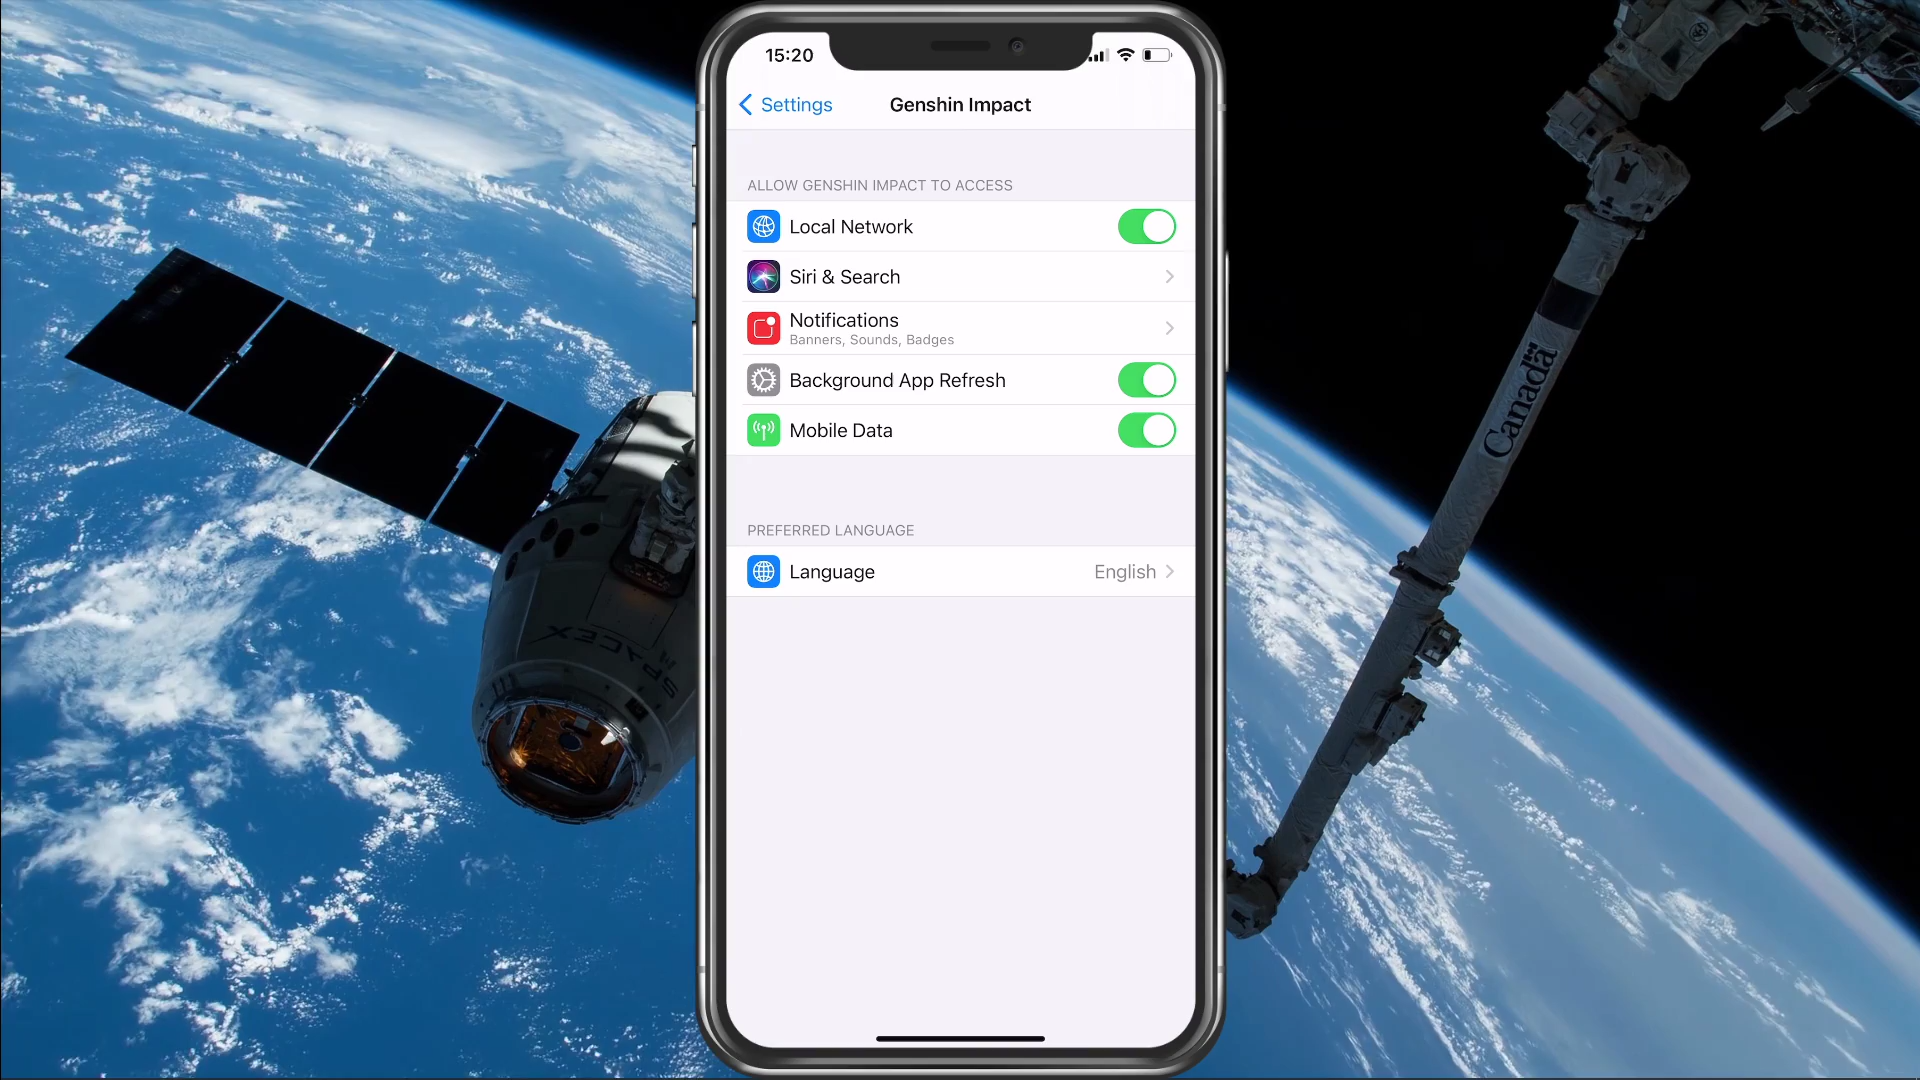 15:20
Settings
Genshin Impact
ALLOW GENSHIN IMPACT TO ACCESS
Local Network
Siri & Search
Notifications
Banners, Sounds, Badges
Background App Refresh
Mobile Data
PREFERRED LANGUAGE
Language
English
SPACEX
Canada